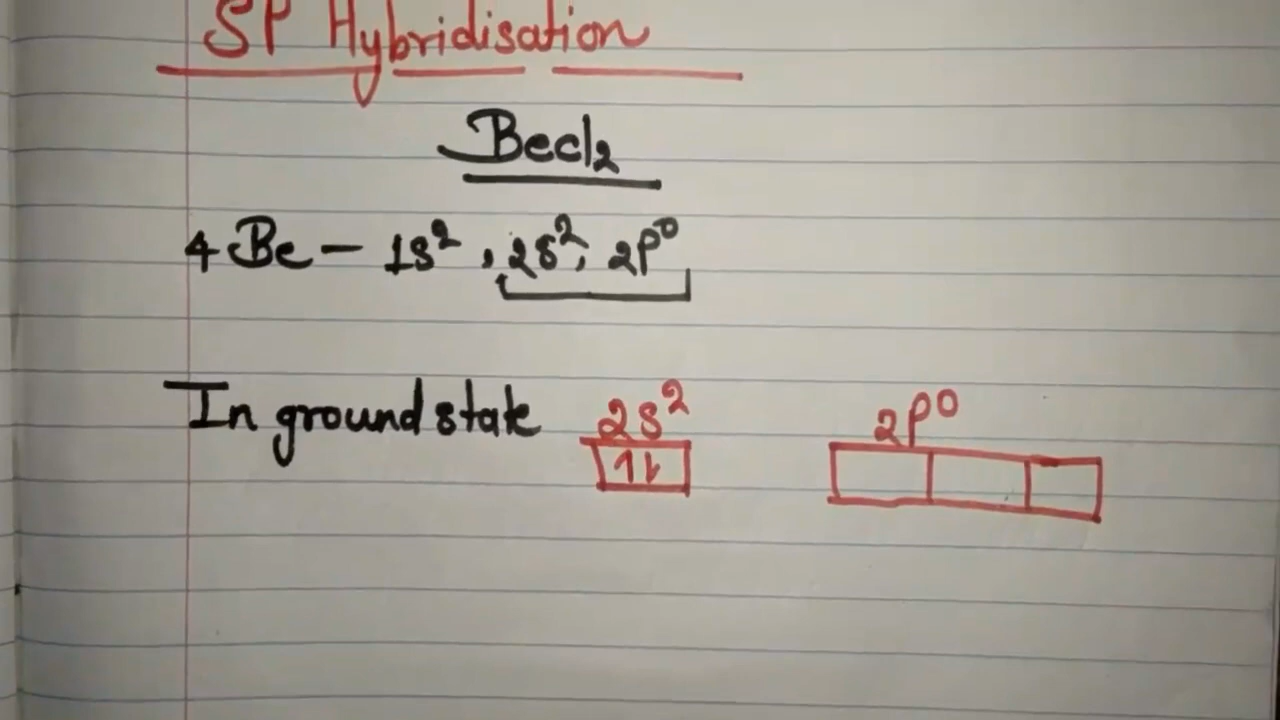 SP Hybridisation
Becl2
4 Be - 1s², 2s², 2p⁰
In ground state 2s² 2p⁰
↑↓